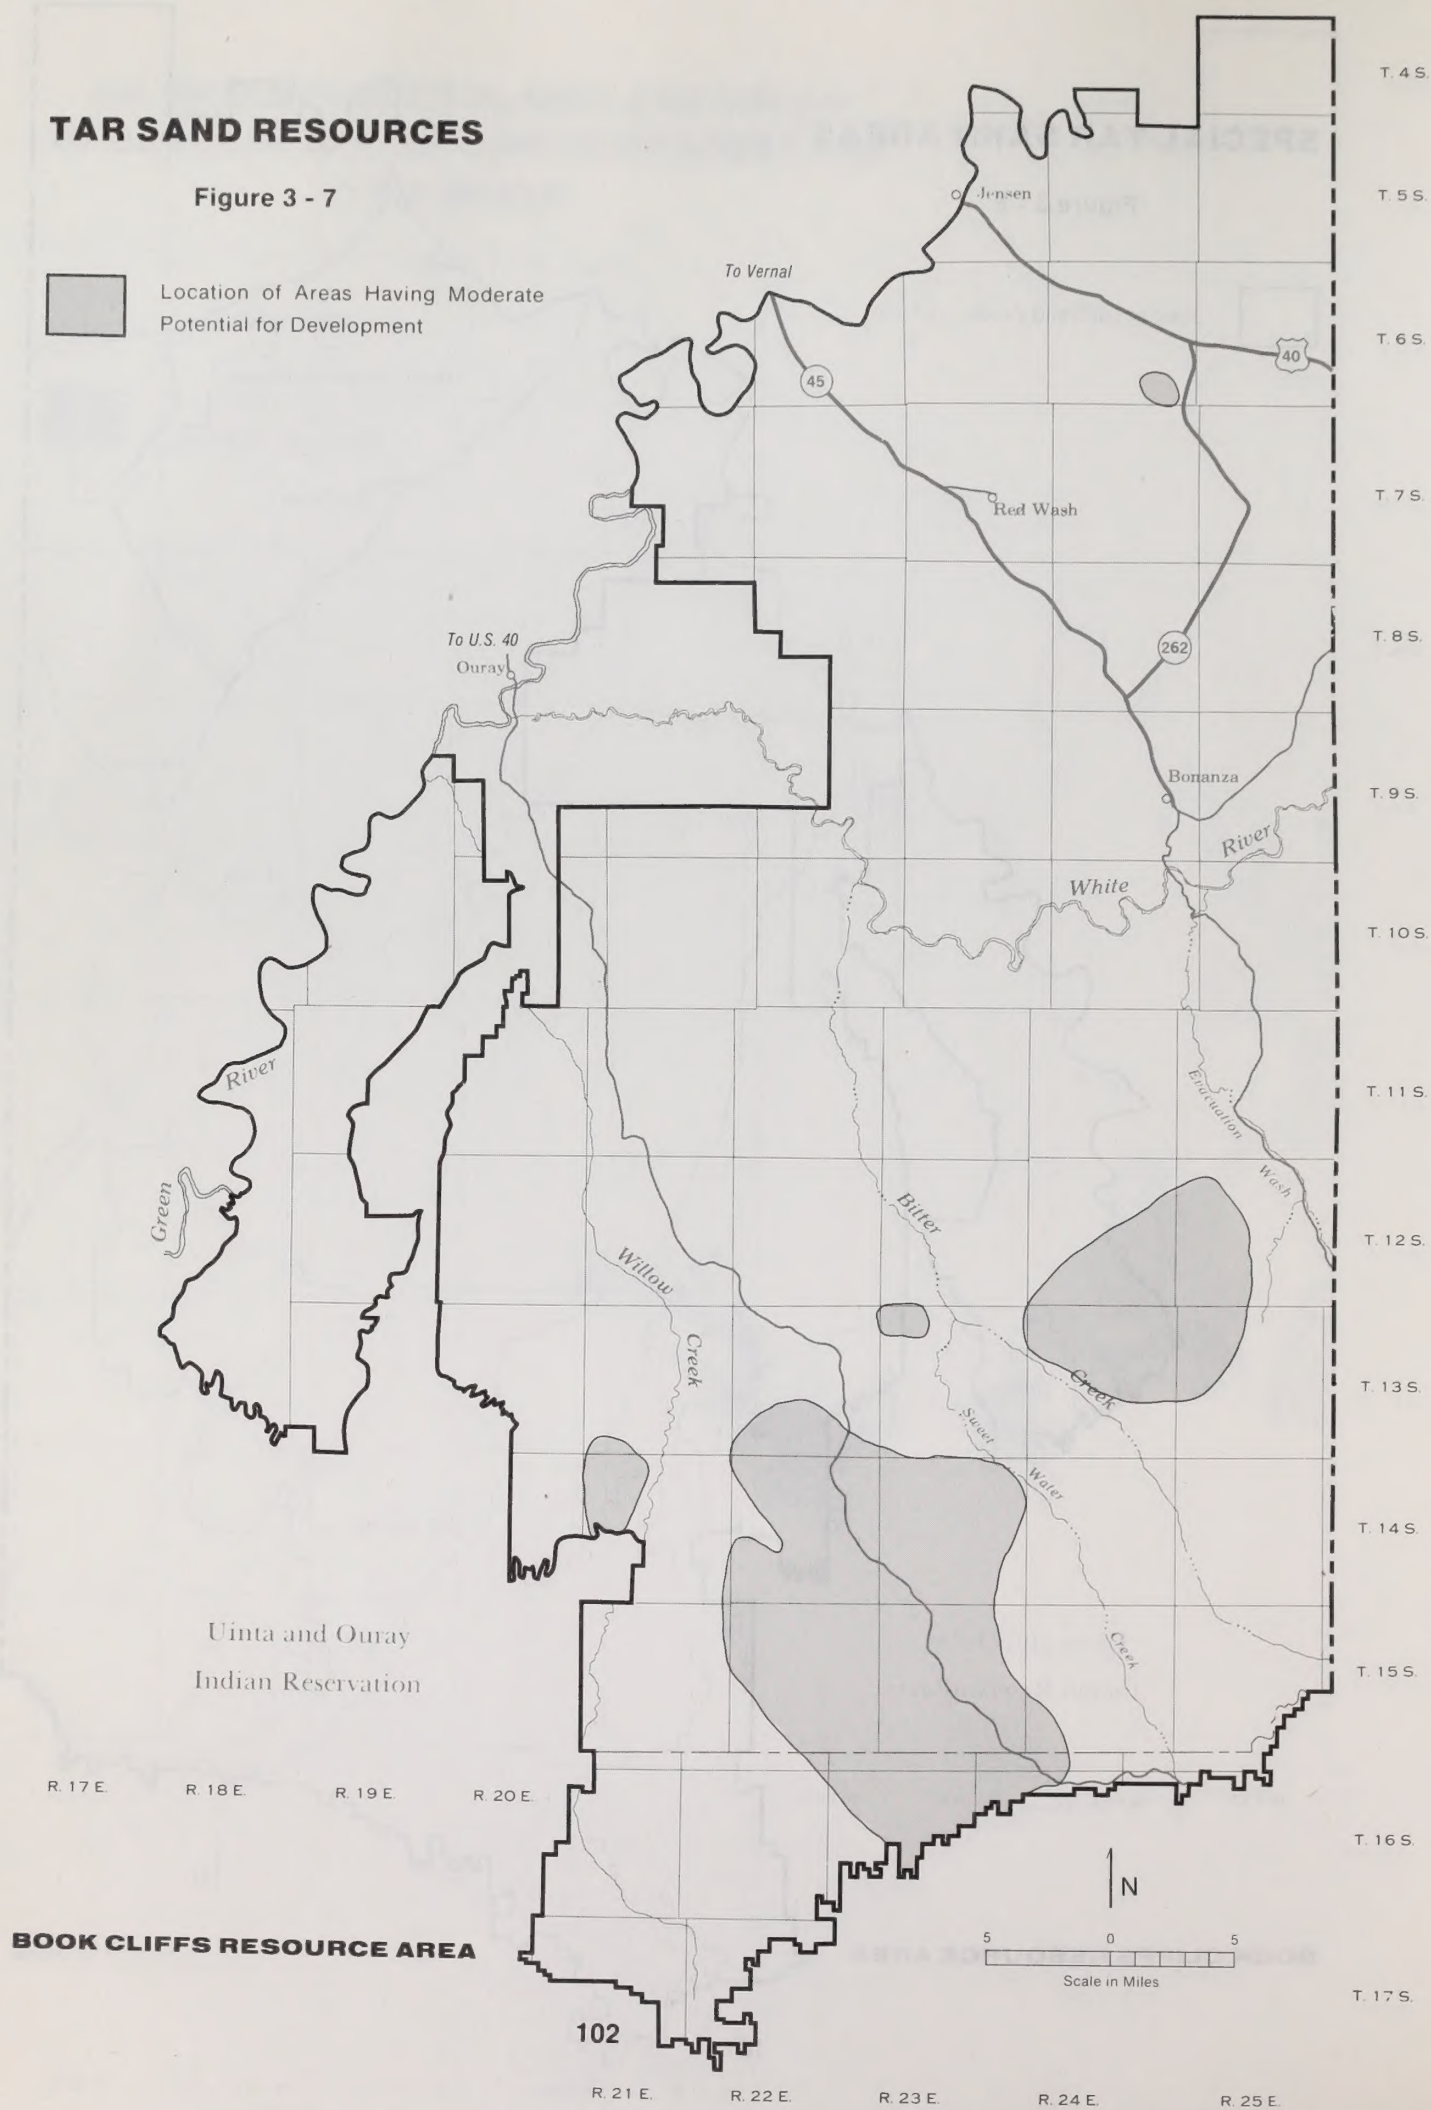 TAR SAND RESOURCES
Figure 3 - 7
Location of Areas Having Moderate
Potential for Development
T. 4 S.
T. 5 S.
T. 6 S.
T. 7 S.
T. 8 S.
T. 9 S.
T. 10 S.
T. 11 S.
T. 12 S.
T. 13 S.
T. 14 S.
T. 15 S.
T. 16 S.
T. 17 S.
Jensen
To Vernal
40
45
Red Wash
To U.S. 40
Ouray
262
Bonanza
River
White
River
Green
Evacuation
Wash
Bitter
Creek
Willow
Creek
Sweet
Water
Creek
Uinta and Ouray
Indian Reservation
R. 17 E.
R. 18 E.
R. 19 E.
R. 20 E.
N
5 0 5
Scale in Miles
BOOK CLIFFS RESOURCE AREA
102
R. 21 E.
R. 22 E.
R. 23 E.
R. 24 E.
R. 25 E.